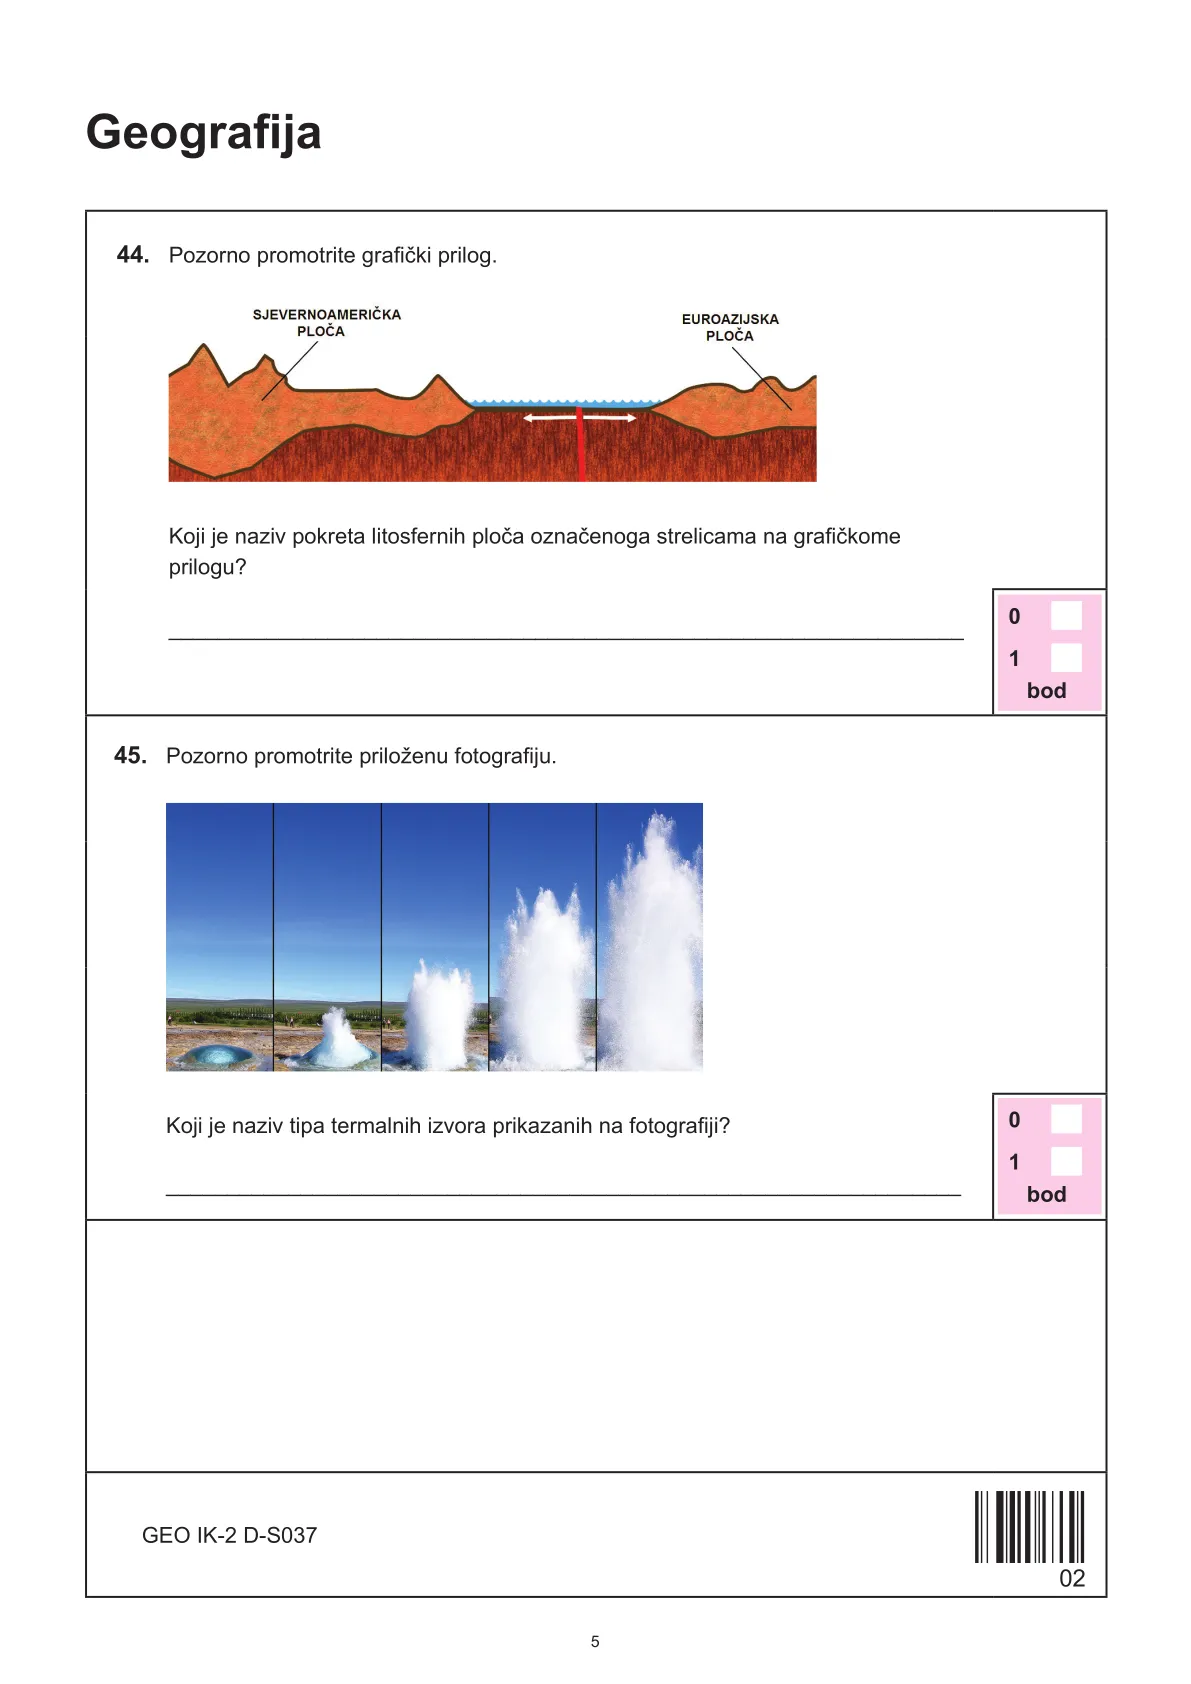 Geografija
44. Pozorno promotrite grafički prilog.
SJEVERNOAMERIČKA
PLOČA
EUROAZIJSKA
PLOČA
Koji je naziv pokreta litosfernih ploča označenoga strelicama na grafičkome
prilogu?
0
1
bod
45. Pozorno promotrite priloženu fotografiju.
Koji je naziv tipa termalnih izvora prikazanih na fotografiji?
0
1
bod
GEO IK-2 D-S037
02
5